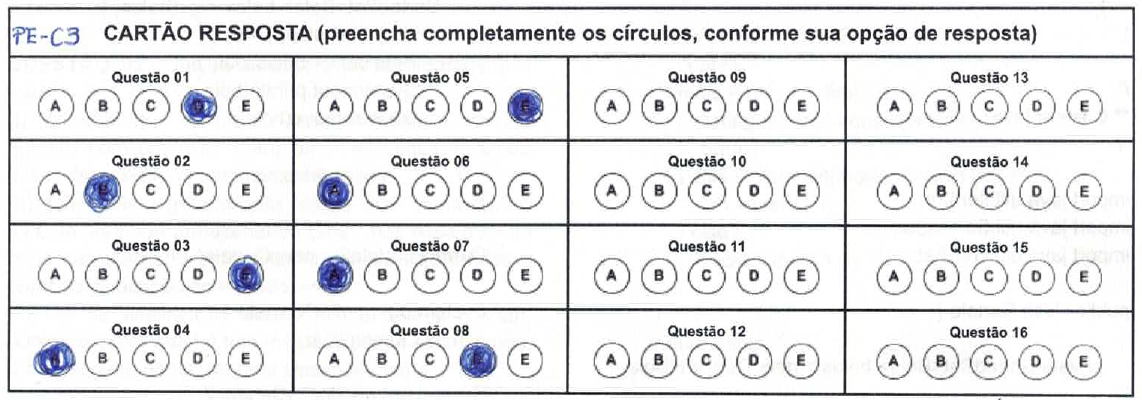 PE-C3 CARTÃO RESPOSTA (preencha completamente os círculos, conforme sua opção de resposta)
Questão 01 Questão 05 Questão 09 Questão 13
A B C D E A B C D E A B C D E A B C D E
Questão 02 Questão 06 Questão 10 Questão 14
A B C D E A B C D E A B C D E A B C D E
Questão 03 Questão 07 Questão 11 Questão 15
A B C D E A B C D E A B C D E A B C D E
Questão 04 Questão 08 Questão 12 Questão 16
B C D E A B C E A B C D E A B C D E